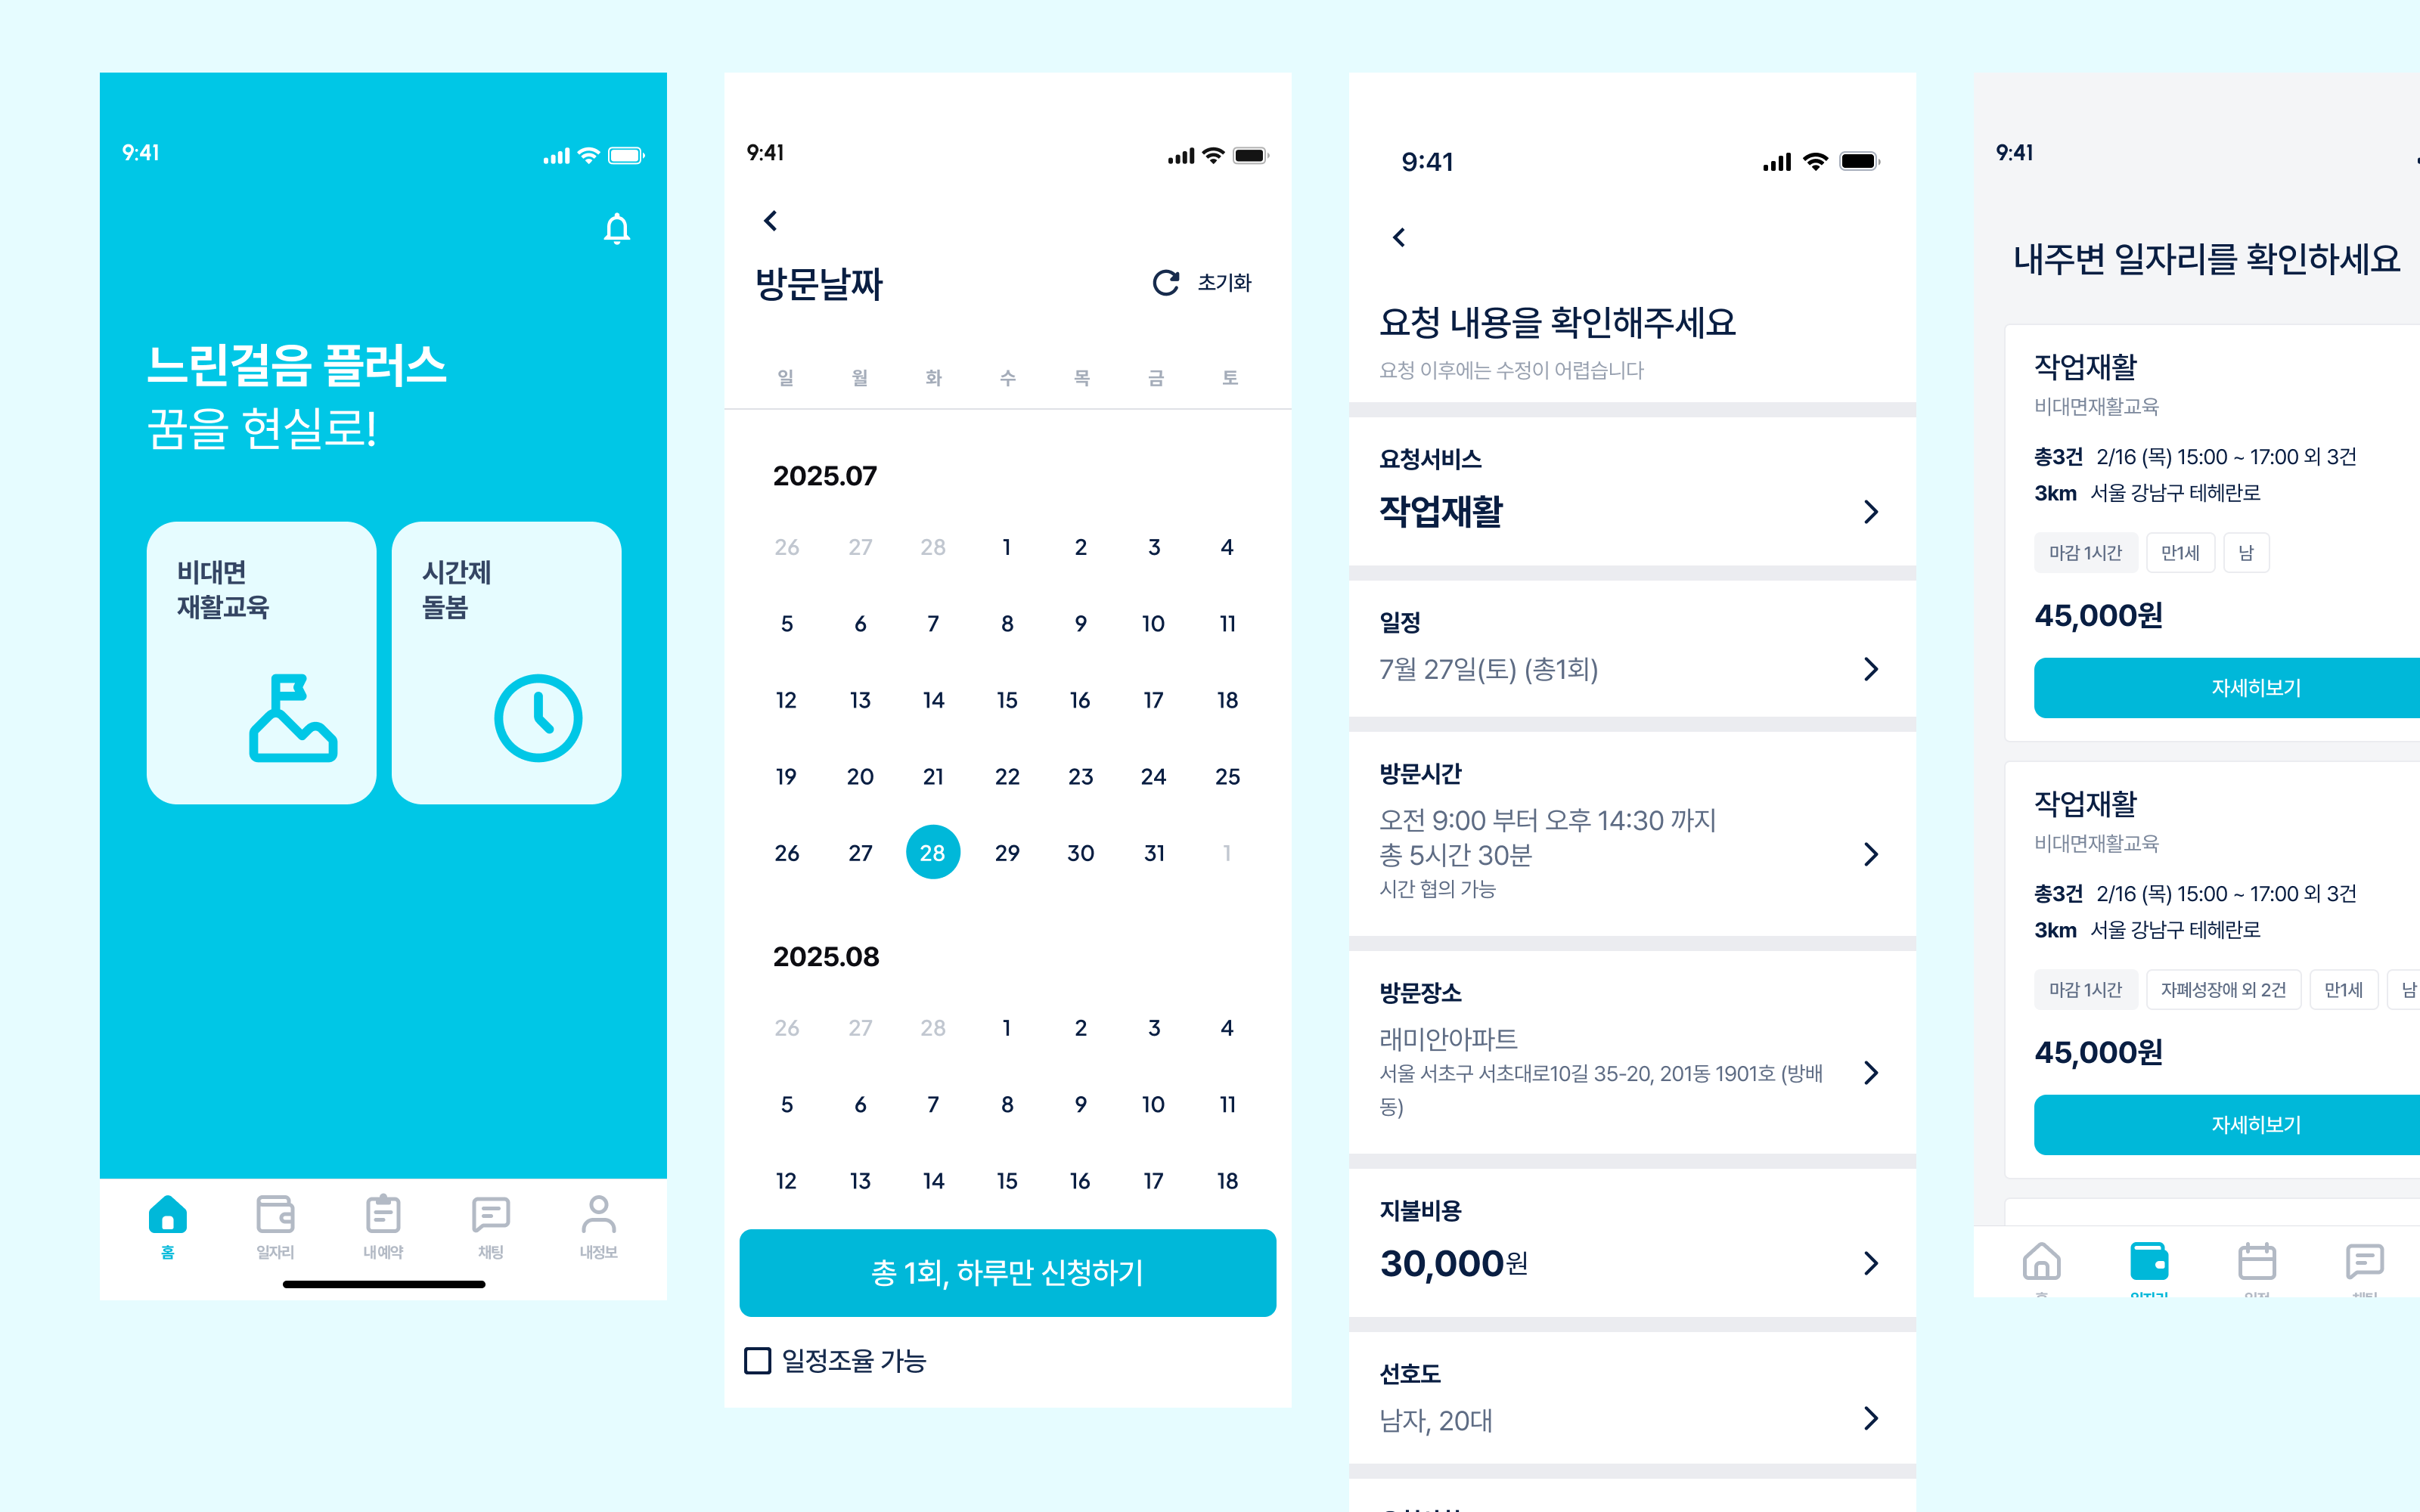 9:41
느린걸음 플러스
꿈을 현실로!
비대면
재활교육
시간제
돌봄
홈
일자리
내 예약
채팅
내정보
9:41
방문날짜
초기화
일 월 화 수 목 금 토
2025.07
26 27 28 1 2 3 4
5 6 7 8 9 10 11
12 13 14 15 16 17 18
19 20 21 22 23 24 25
26 27 28 29 30 31 1
2025.08
26 27 28 1 2 3 4
5 6 7 8 9 10 11
12 13 14 15 16 17 18
총 1회, 하루만 신청하기
일정조율 가능
9:41
요청 내용을 확인해주세요
요청 이후에는 수정이 어렵습니다
요청서비스
작업재활
일정
7월 27일(토) (총1회)
방문시간
오전 9:00 부터 오후 14:30 까지
총 5시간 30분
시간 협의 가능
방문장소
래미안아파트
서울 서초구 서초대로10길 35-20, 201동 1901호 (방배
동)
지불비용
30,000원
선호도
남자, 20대
9:41
내주변 일자리를 확인하세요
작업재활
비대면재활교육
총3건 2/16 (목) 15:00 ~ 17:00 외 3건
3km 서울 강남구 테헤란로
마감 1시간 만1세 남
45,000원
자세히보기
작업재활
비대면재활교육
총3건 2/16 (목) 15:00 ~ 17:00 외 3건
3km 서울 강남구 테헤란로
마감 1시간 자폐성장애 외 2건 만1세 남
45,000원
자세히보기